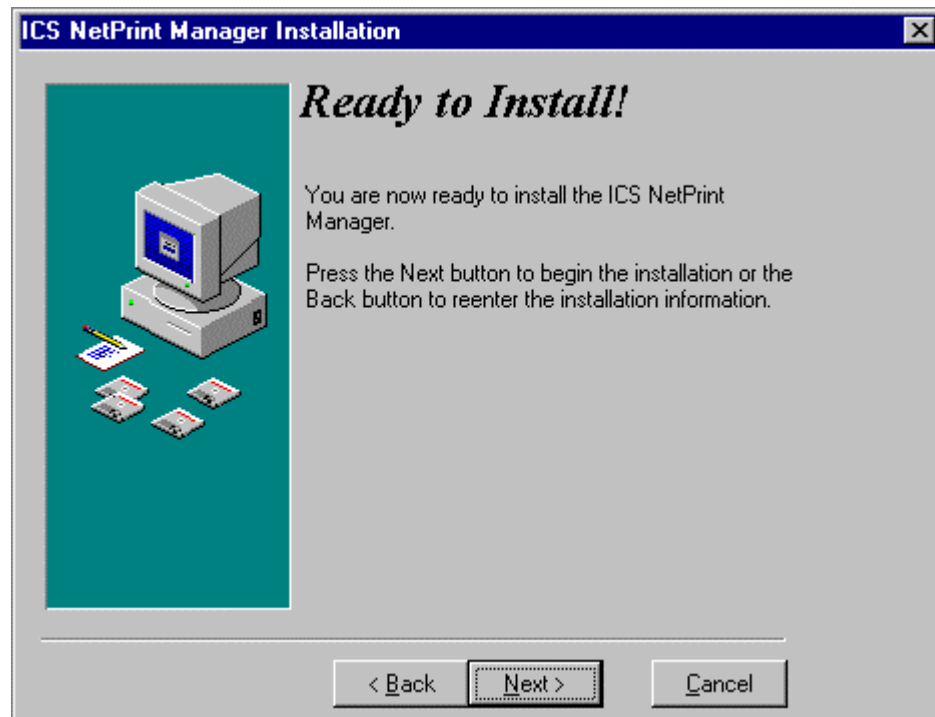 ICS NetPrint Manager Installation
Ready to Install!
You are now ready to install the ICS NetPrint
Manager.
Press the Next button to begin the installation or the
Back button to reenter the installation information.
< Back
Next >
Cancel